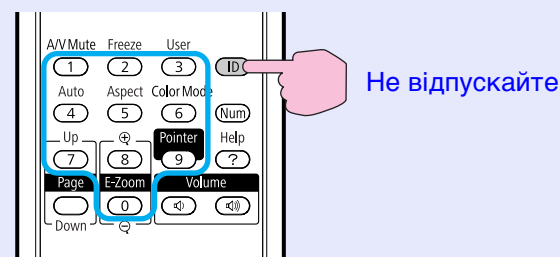 A/V Mute Freeze User
1 2 3 ID
Не відпускайте
Auto Aspect Color Mode
4 5 6 Num
Up ⊕ Pointer Help
7 8 9 ?
Page E-Zoom Volume
0
Down ⊖